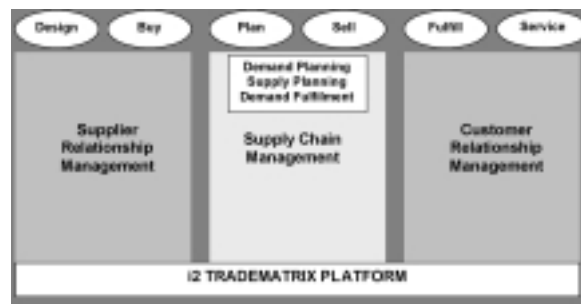 Design Buy Plan Sell Fulfill Service
Demand Planning
Supply Planning
Demand Fulfilment
Supplier
Relationship
Management
Supply Chain
Management
Customer
Relationship
Management
i2 TRADEMATRIX PLATFORM